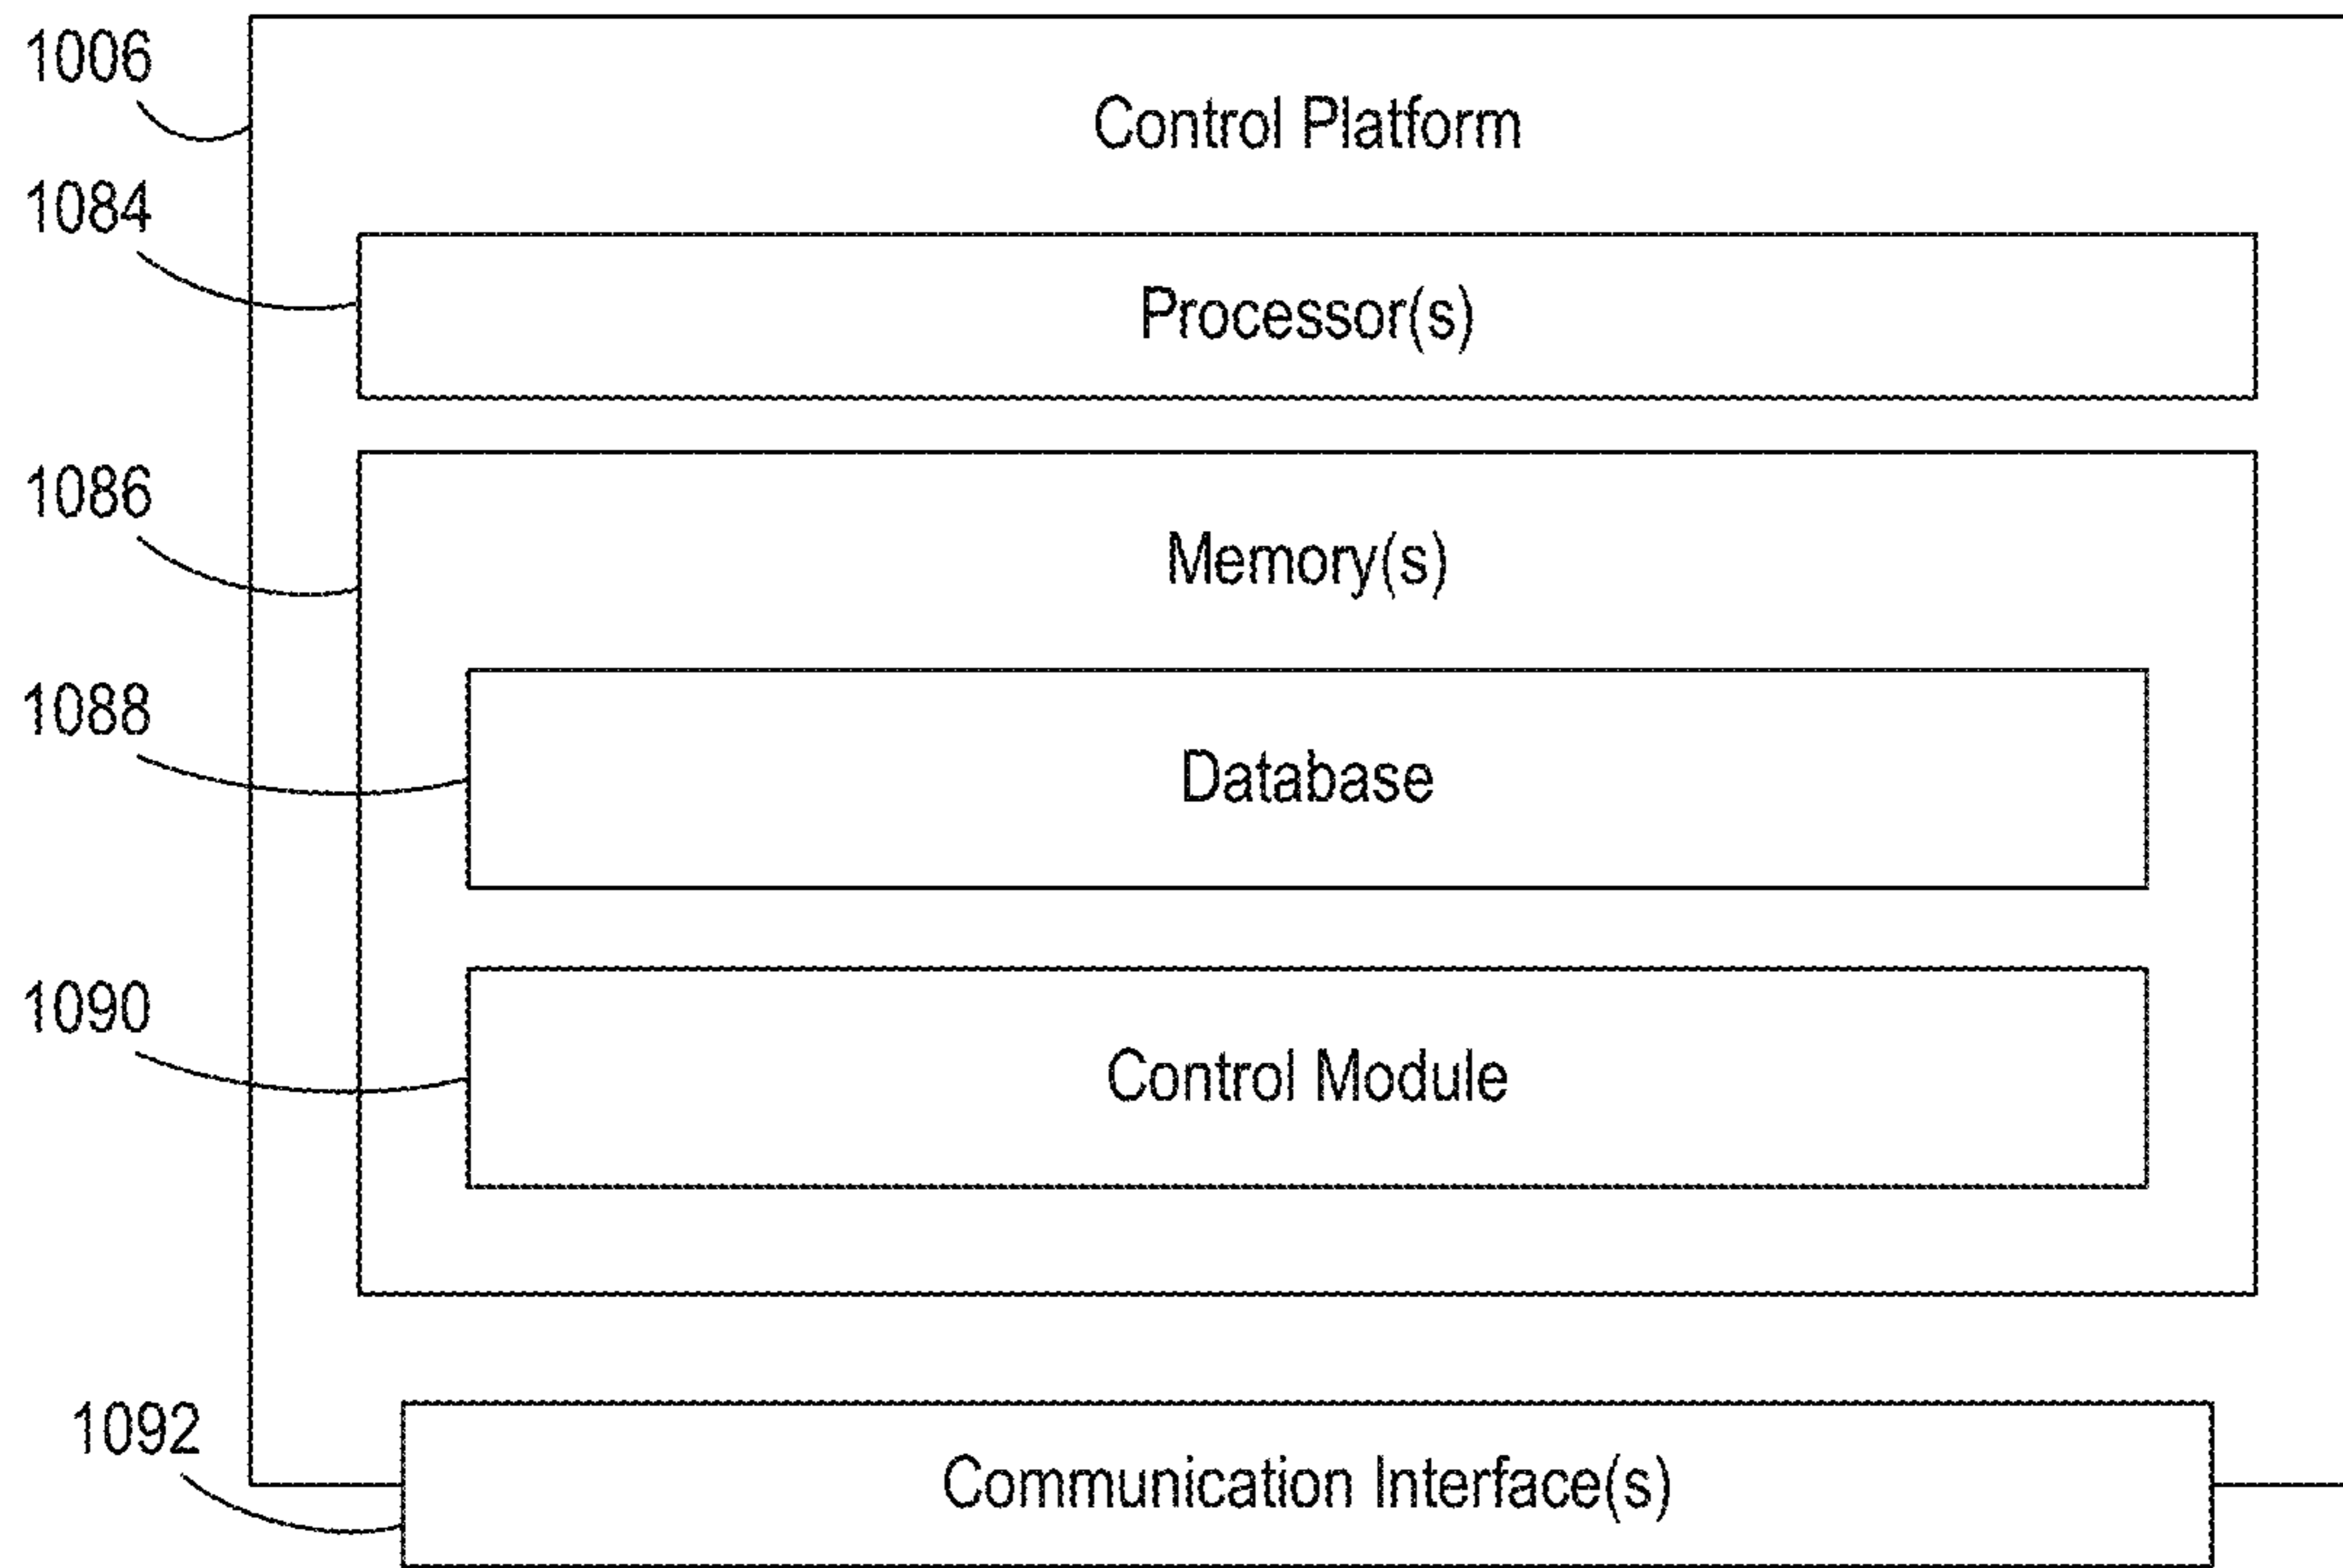 1006
Control Platform
1084
Processor(s)
1086
Memory(s)
1088
Database
1090
Control Module
1092
Communication Interface(s)